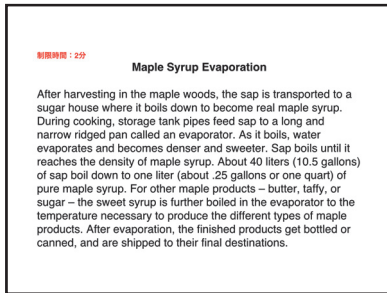 制限時間：2分
Maple Syrup Evaporation
After harvesting in the maple woods, the sap is transported to a
sugar house where it boils down to become real maple syrup.
During cooking, storage tank pipes feed sap to a long and
narrow ridged pan called an evaporator. As it boils, water
evaporates and becomes denser and sweeter. Sap boils until it
reaches the density of maple syrup. About 40 liters (10.5 gallons)
of sap boil down to one liter (about .25 gallons or one quart) of
pure maple syrup. For other maple products – butter, taffy, or
sugar – the sweet syrup is further boiled in the evaporator to the
temperature necessary to produce the different types of maple
products. After evaporation, the finished products get bottled or
canned, and are shipped to their final destinations.